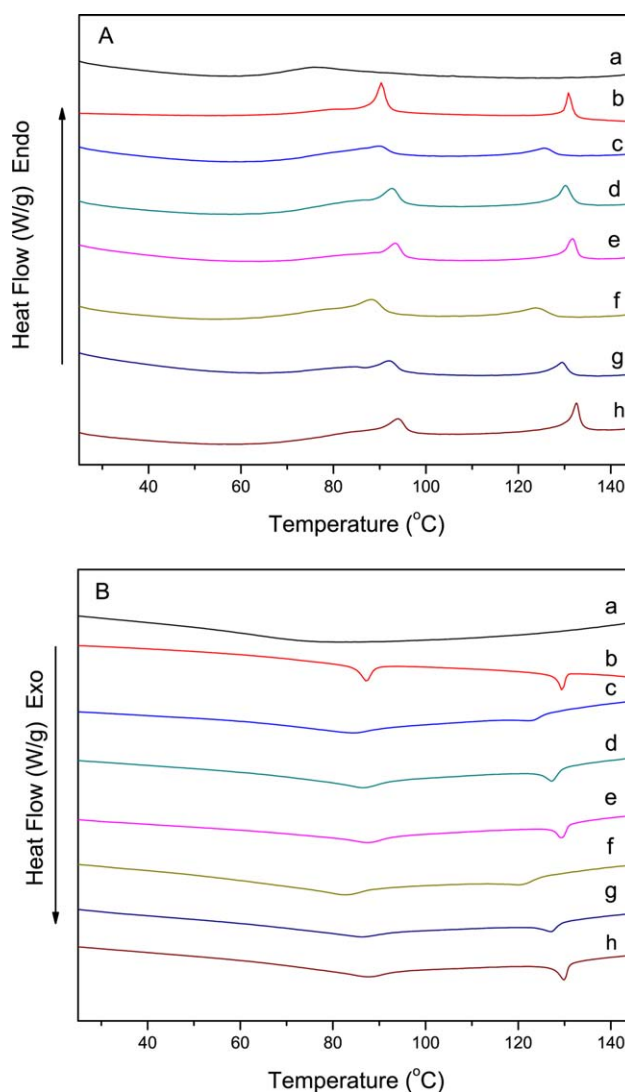 A
a
b
c
d
e
f
g
h
Heat Flow (W/g) Endo
40 60 80 100 120 140
Temperature (°C)
B
a
b
c
d
e
f
g
h
Heat Flow (W/g) Exo
40 60 80 100 120 140
Temperature (°C)